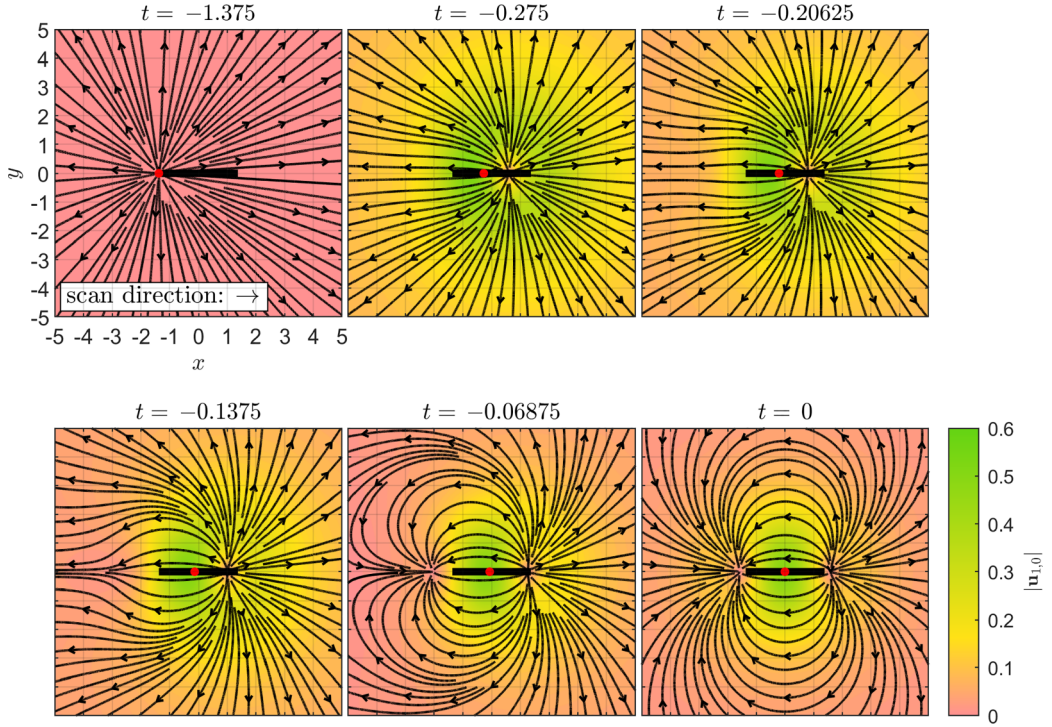 t = −1.375
t = −0.275
t = −0.20625
5
4
3
2
1
0
-1
-2
-3
-4
-5
y
scan direction: →
-5 -4 -3 -2 -1 0 1 2 3 4 5
x
t = −0.1375
t = −0.06875
t = 0
0.6
0.5
0.4
0.3
0.2
0.1
0
|u1,0|